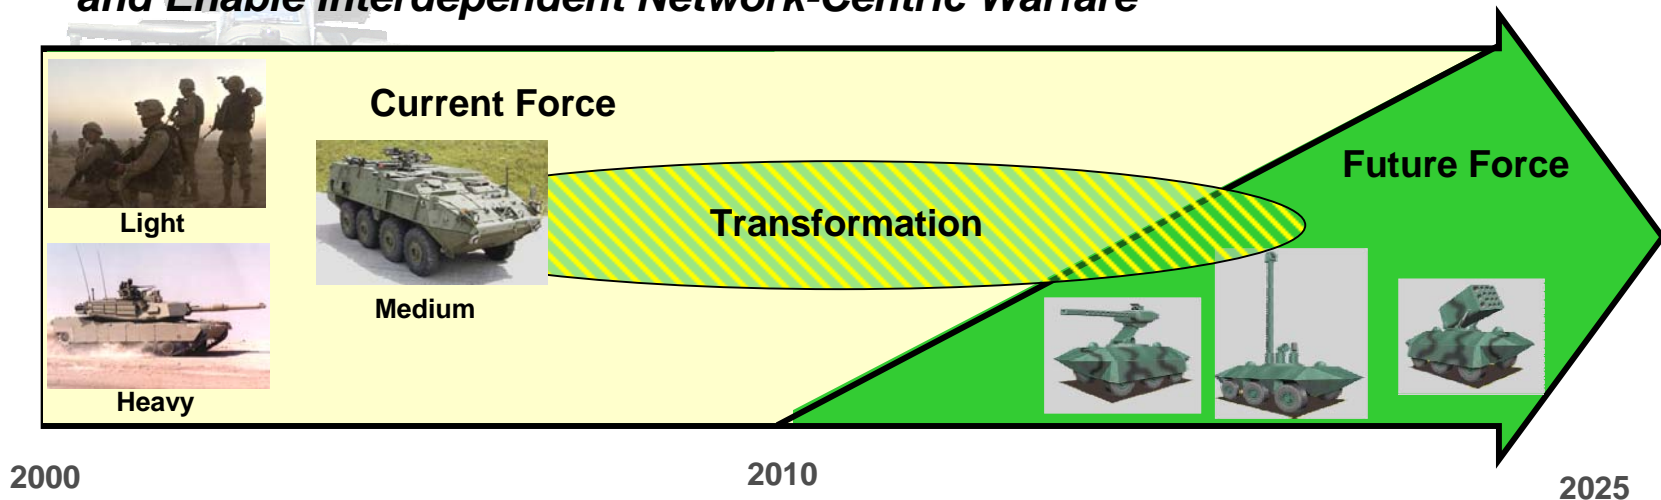 and Enable Interdependent Network-Centric Warfare
Current Force
Future Force
Light
Transformation
Medium
Heavy
2000
2010
2025